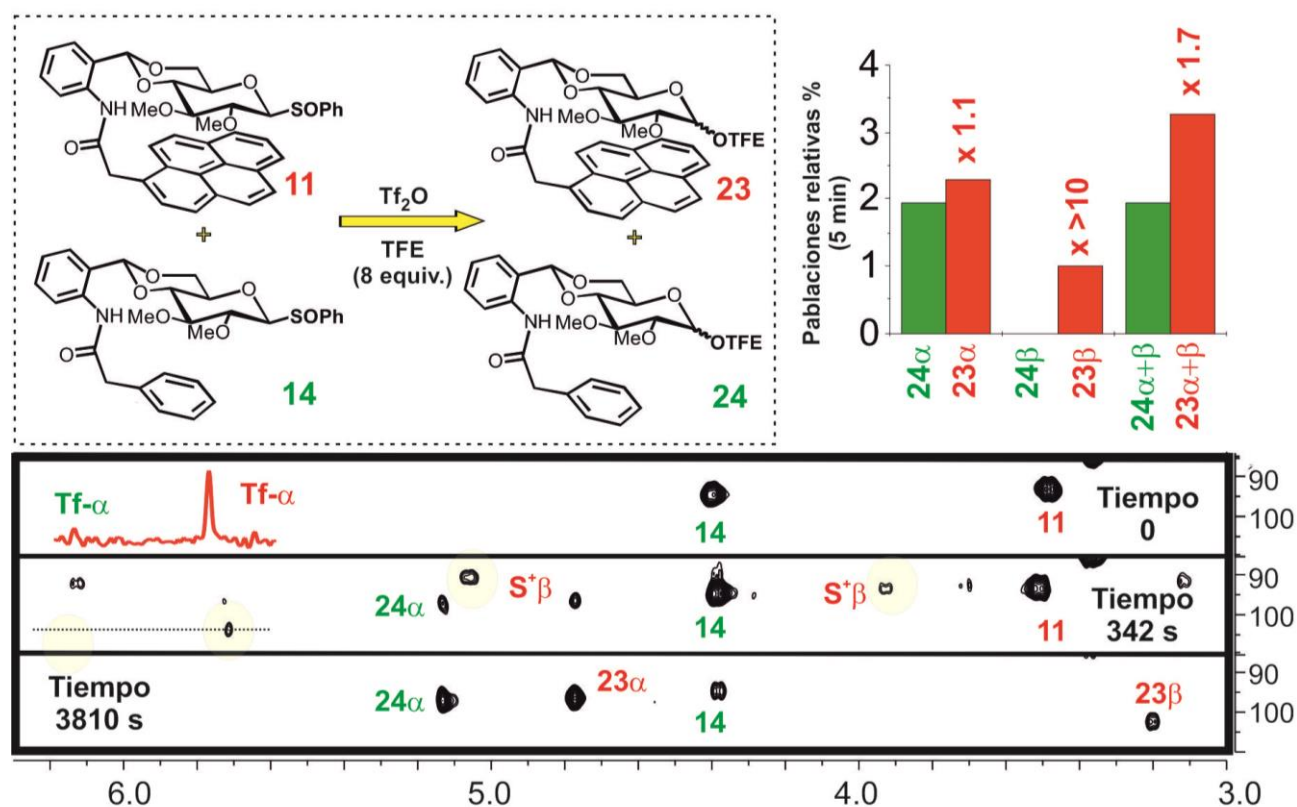 O
O
O
NH
MeO
MeO
SOPh
O
11
+
O
O
O
NH
MeO
MeO
SOPh
O
14
Tf₂O
TFE
(8 equiv.)
O
O
O
NH
MeO
MeO
OTFE
O
23
+
O
O
O
NH
MeO
MeO
OTFE
O
24
Pablaciones relativas %
(5 min)
4
3
2
1
0
x 1.1
x >10
x 1.7
24α
23α
24β
23β
24α+β
23α+β
Tf-α
Tf-α
14
11
Tiempo
0
90
100
24α
S⁺β
14
S⁺β
11
Tiempo
342 s
90
100
Tiempo
3810 s
24α
23α
14
23β
90
100
6.0
5.0
4.0
3.0